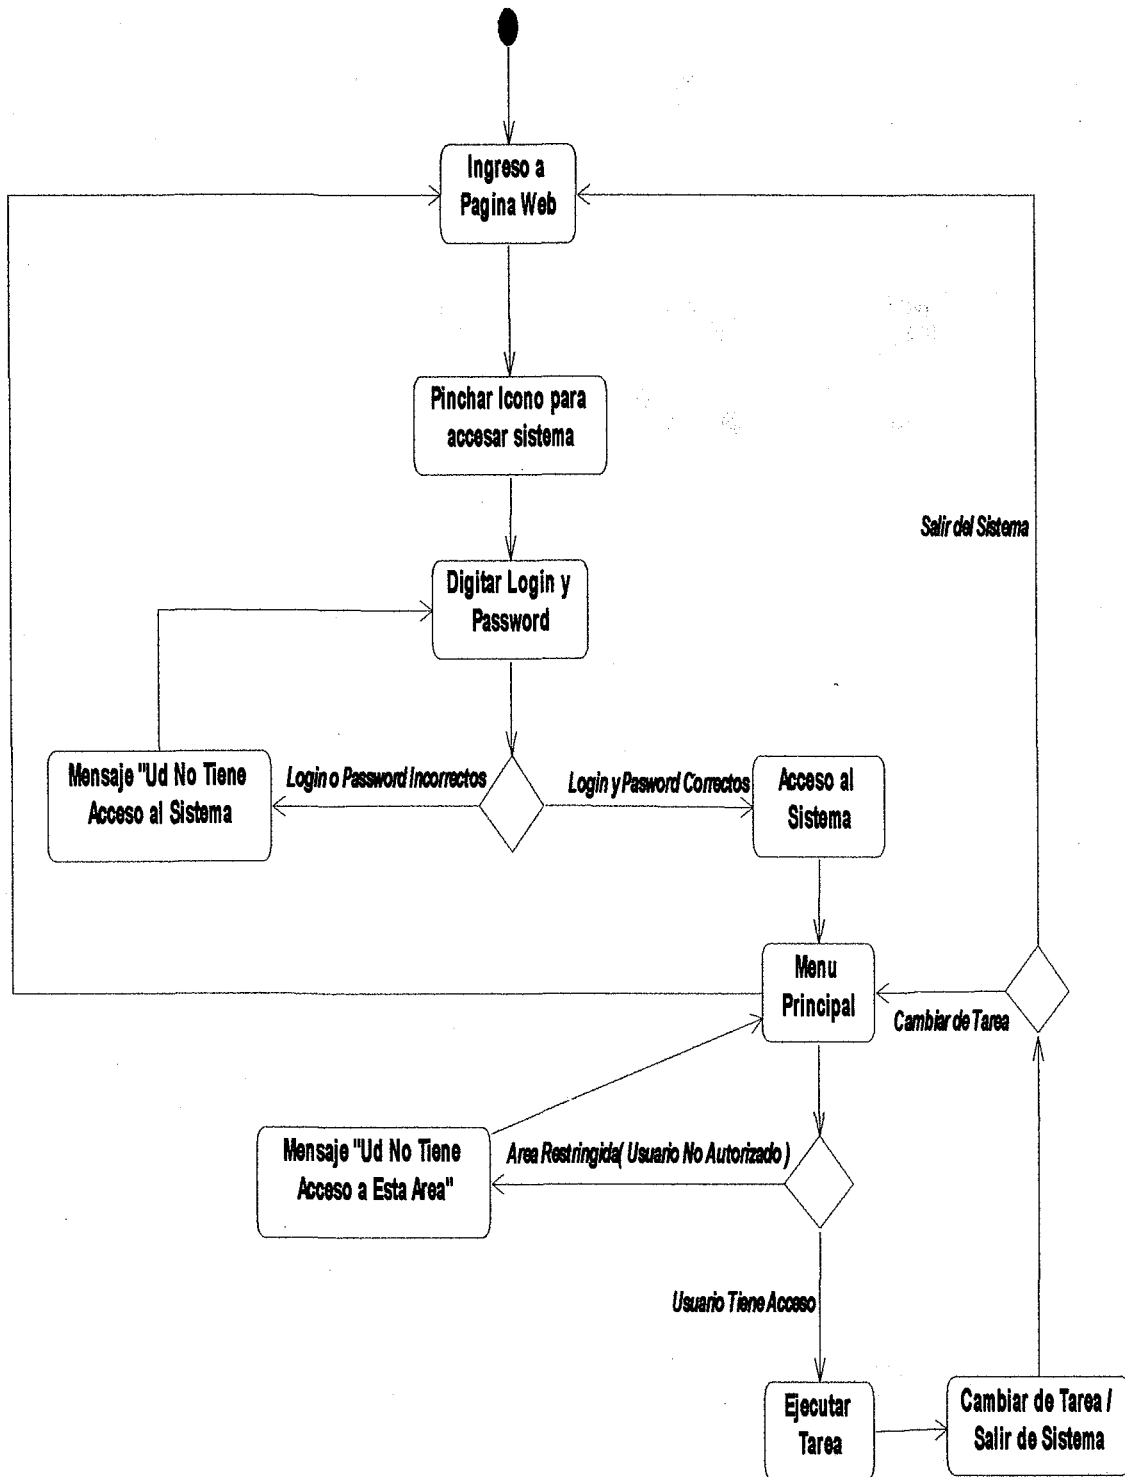 Ingreso a
Pagina Web
Pinchar Icono para
accesar sistema
Salir del Sistema
Digitar Login y
Password
Mensaje "Ud No Tiene
Acceso al Sistema
Login o Password Incorrectos
Login y Pasword Correctos
Acceso al
Sistema
Menu
Principal
Cambiar de Tarea
Mensaje "Ud No Tiene
Acceso a Esta Area"
Area Restringida( Usuario No Autorizado )
Usuario Tiene Acceso
Ejecutar
Tarea
Cambiar de Tarea /
Salir de Sistema